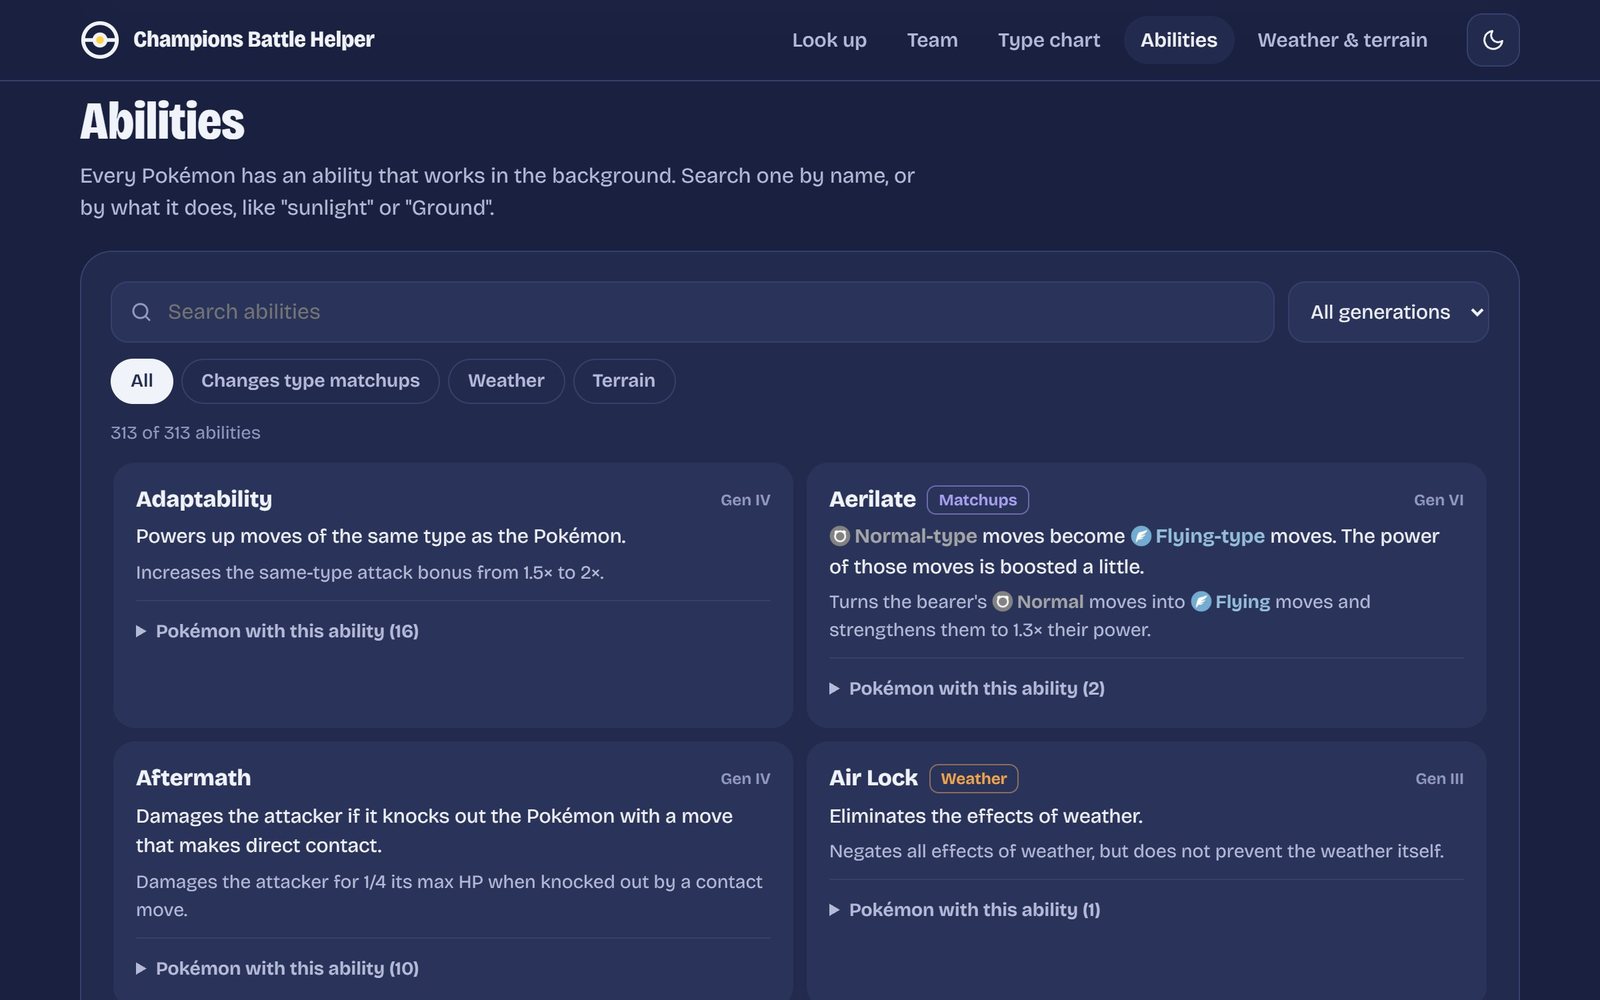 Champions Battle Helper
Look up
Team
Type chart
Abilities
Weather & terrain
Abilities
Every Pokémon has an ability that works in the background. Search one by name, or
by what it does, like "sunlight" or "Ground".
Search abilities
All generations
All
Changes type matchups
Weather
Terrain
313 of 313 abilities
Adaptability
Gen IV
Powers up moves of the same type as the Pokémon.
Increases the same-type attack bonus from 1.5× to 2×.
Pokémon with this ability (16)
Aerilate
Matchups
Gen VI
Normal-type moves become Flying-type moves. The power
of those moves is boosted a little.
Turns the bearer's Normal moves into Flying moves and
strengthens them to 1.3× their power.
Pokémon with this ability (2)
Aftermath
Gen IV
Damages the attacker if it knocks out the Pokémon with a move
that makes direct contact.
Damages the attacker for 1/4 its max HP when knocked out by a contact
move.
Pokémon with this ability (10)
Air Lock
Weather
Gen III
Eliminates the effects of weather.
Negates all effects of weather, but does not prevent the weather itself.
Pokémon with this ability (1)